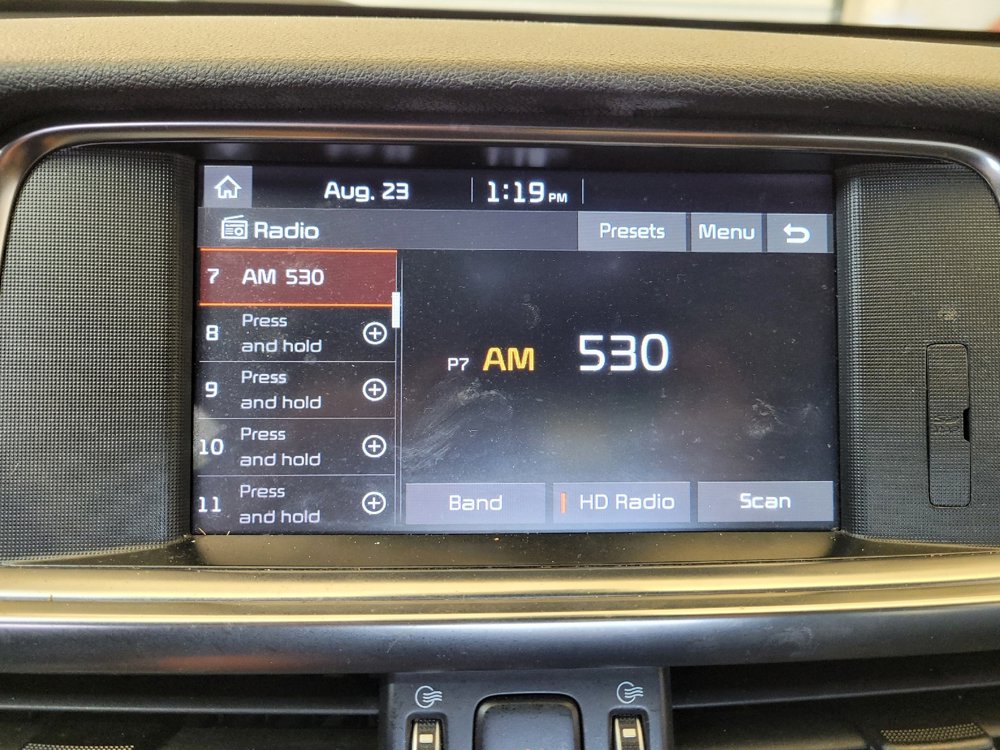 Aug. 23 1:19 PM
Radio Presets Menu
7 AM 530
8 Press
and hold
9 Press
and hold
10 Press
and hold
11 Press
and hold
P7 AM 530
Band HD Radio Scan